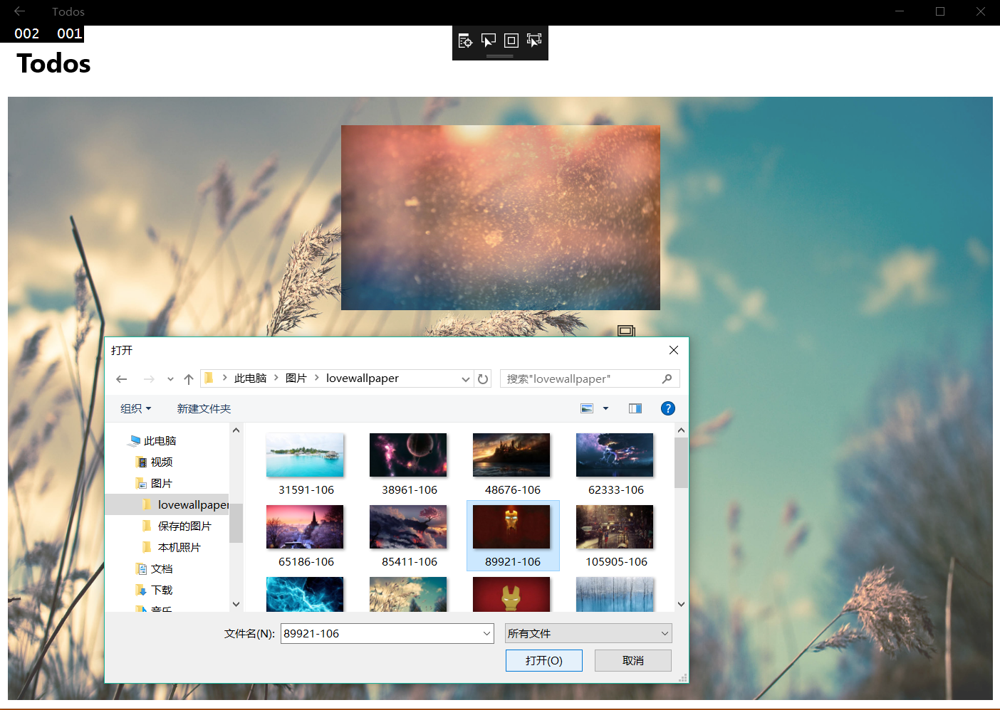 Todos
002 001
Todos
打开
此电脑 图片 lovewallpaper
搜索"lovewallpaper"
组织 新建文件夹
此电脑
视频
图片
lovewallpaper
保存的图片
本机照片
文档
下载
音乐
31591-106 38961-106 48676-106 62333-106
65186-106 85411-106 89921-106 105905-106
文件名(N): 89921-106 所有文件
打开(O) 取消